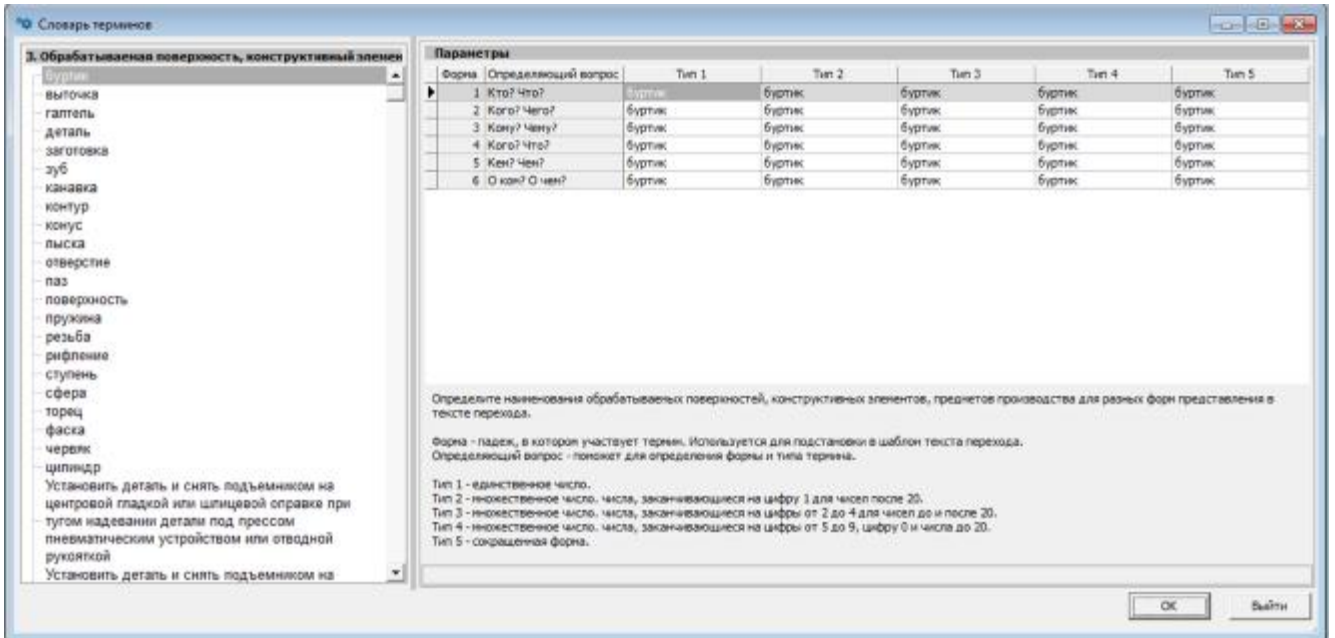 Словарь терминов
3. Обрабатываемая поверхность, конструктивный элемен
буртик
выточка
галтель
деталь
заготовка
зуб
канавка
контур
конус
лыска
отверстие
паз
поверхность
пружина
резьба
рифление
ступень
сфера
торец
фаска
червяк
цилиндр
Установить деталь и снять подъемником на
центровой гладкой или шлицевой оправке при
тугом надевании детали под прессом
пневматическим устройством или отводной
рукояткой
Установить деталь и снять подъемником на
Параметры
Форма Определяющий вопрос Тип 1 Тип 2 Тип 3 Тип 4 Тип 5
1 Кто? Что? буртик буртик буртик буртик буртик
2 Кого? Чего? буртик буртик буртик буртик буртик
3 Кому? Чему? буртик буртик буртик буртик буртик
4 Кого? Что? буртик буртик буртик буртик буртик
5 Кем? Чем? буртик буртик буртик буртик буртик
6 О ком? О чем? буртик буртик буртик буртик буртик
Определите наименования обрабатываемых поверхностей, конструктивных элементов, предметов производства для разных форм представления в
тексте перехода.
Форма - падеж, в котором участвует термин. Используется для подстановки в шаблон текста перехода.
Определяющий вопрос - поможет для определения формы и типа термина.
Тип 1 - единственное число.
Тип 2 - множественное число. числа, заканчивающиеся на цифру 1 для чисел после 20.
Тип 3 - множественное число. числа, заканчивающиеся на цифры от 2 до 4 для чисел до и после 20.
Тип 4 - множественное число. числа, заканчивающиеся на цифры от 5 до 9, цифру 0 и числа до 20.
Тип 5 - сокращенная форма.
ОК Выйти